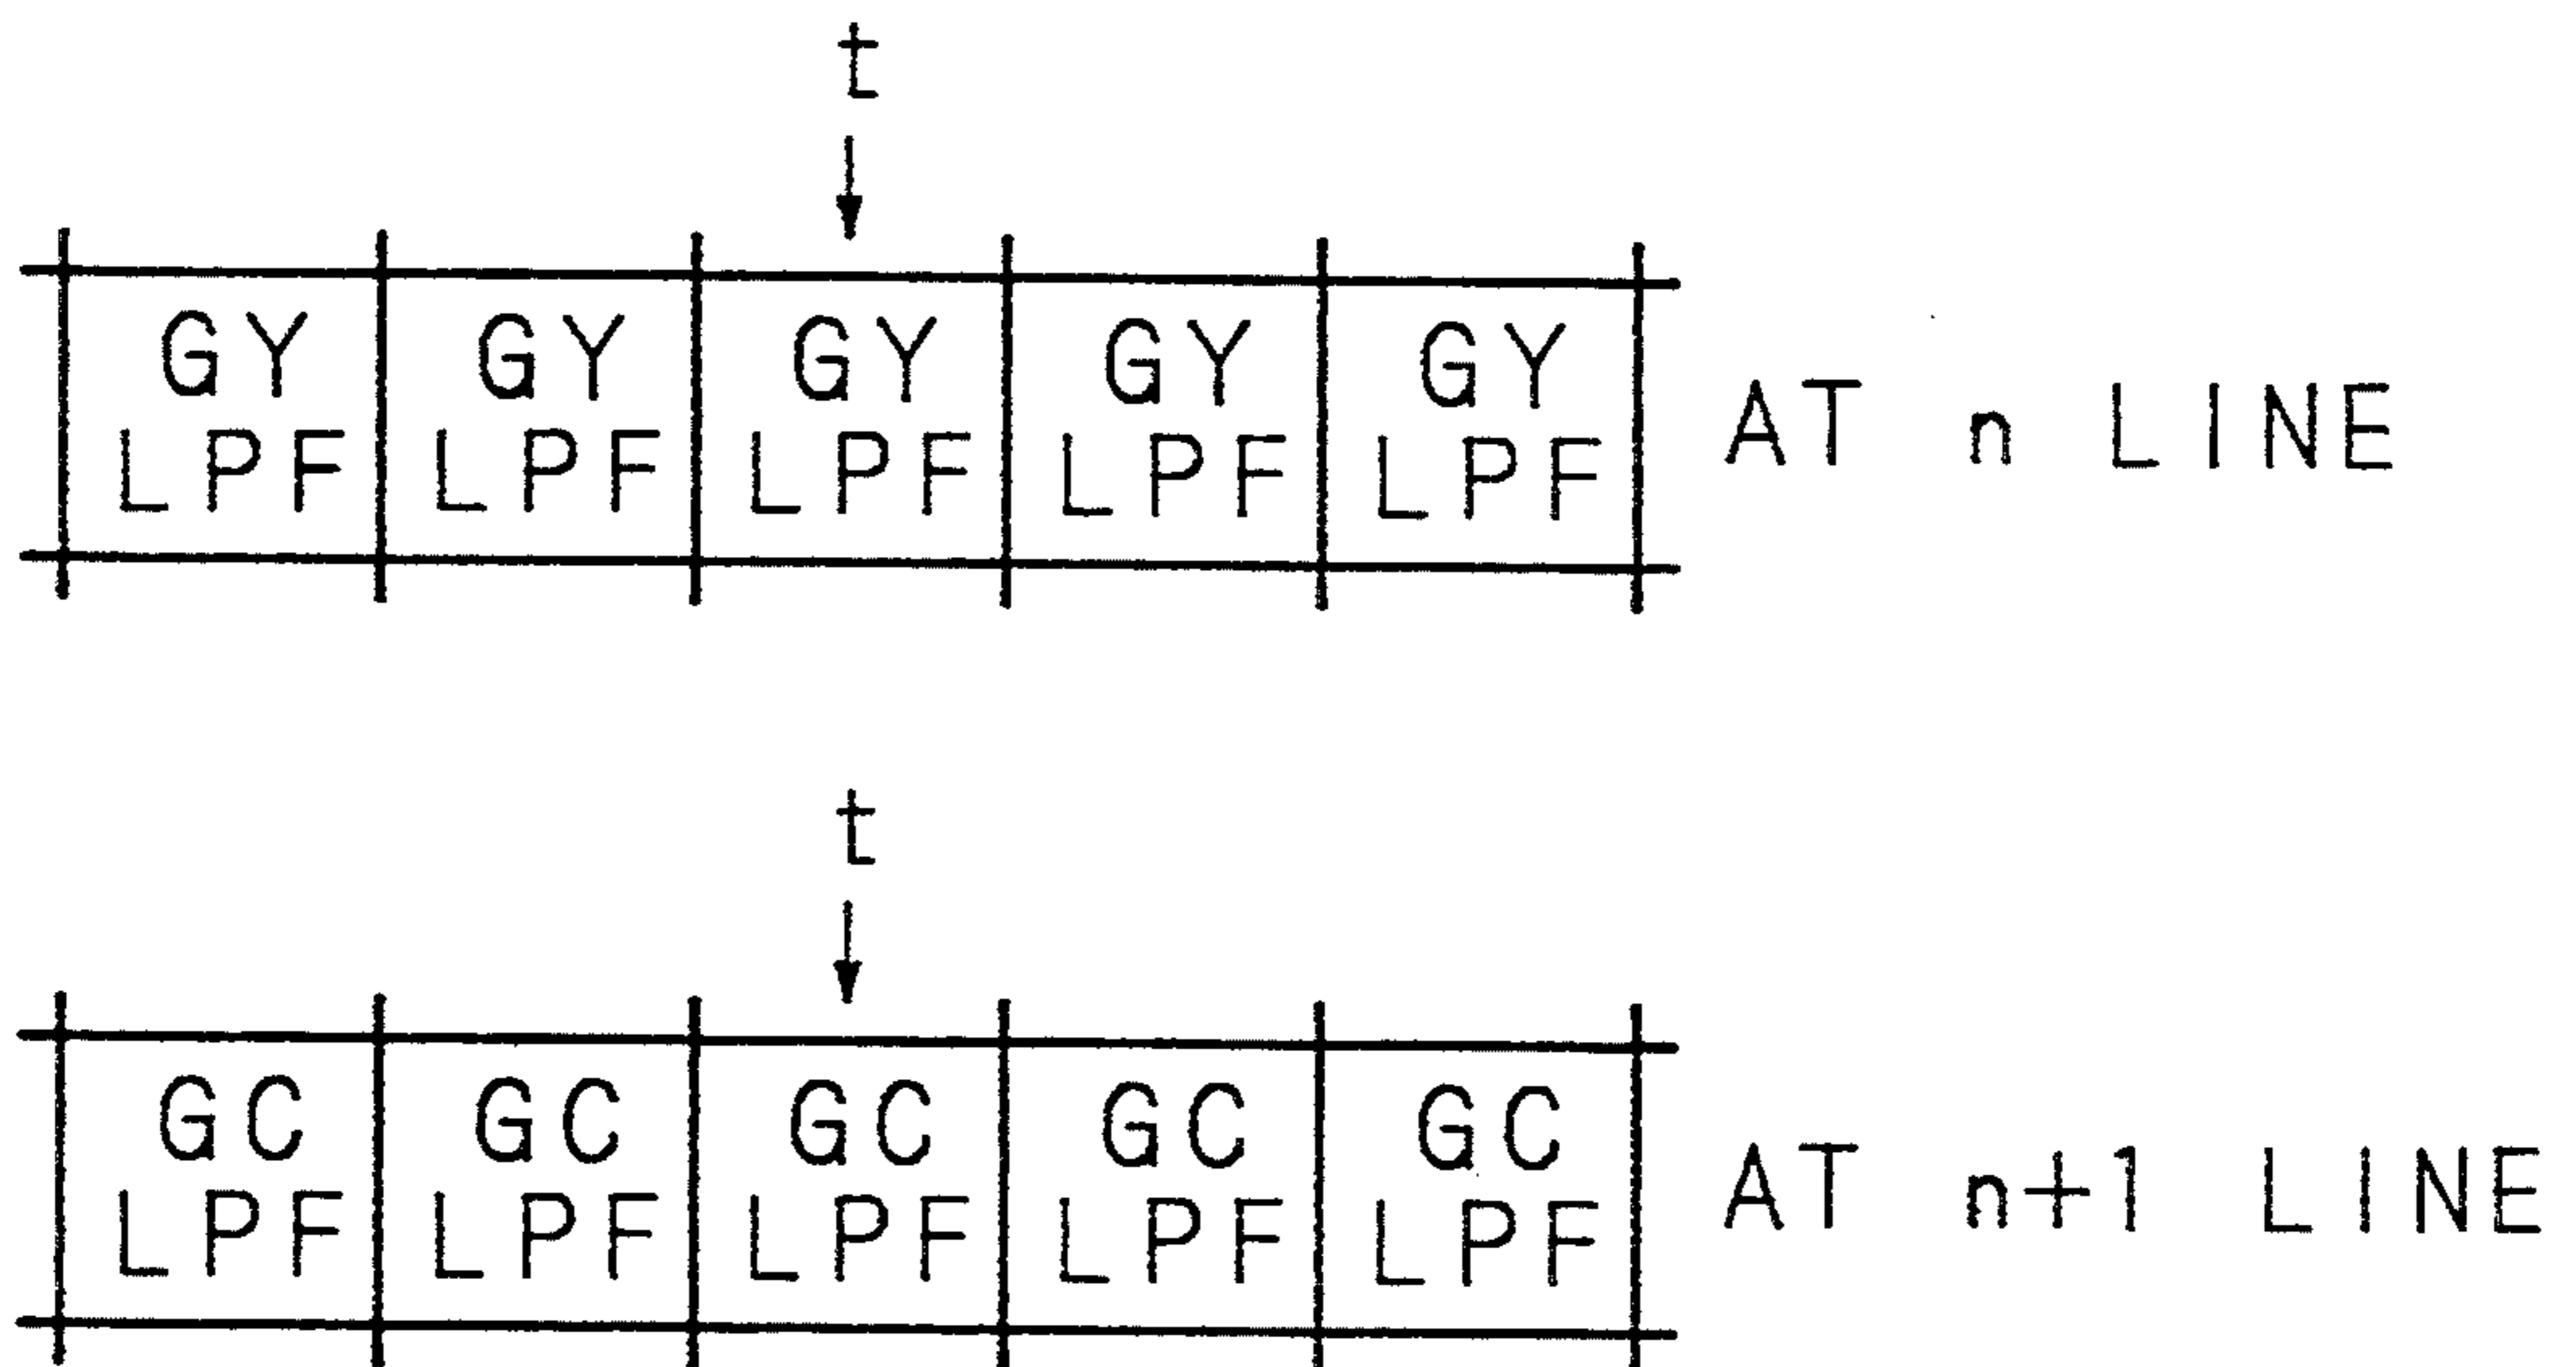 t
GY GY GY GY GY
LPF LPF LPF LPF LPF
AT n LINE
t
GC GC GC GC GC
LPF LPF LPF LPF LPF
AT n+1 LINE